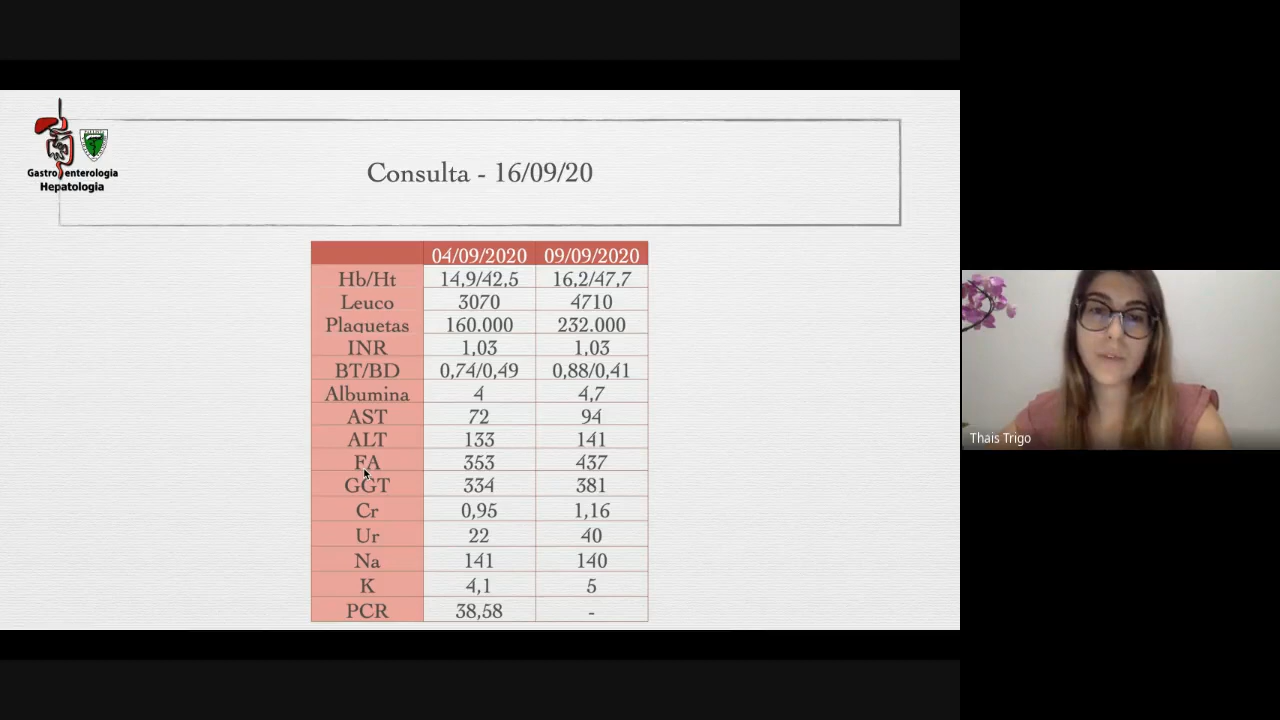 Gastroenterologia
Hepatologia
Consulta - 16/09/20
04/09/2020 09/09/2020
Hb/Ht 14,9/42,5 16,2/47,7
Leuco 3070 4710
Plaquetas 160.000 232.000
INR 1,03 1,03
BT/BD 0,74/0,49 0,88/0,41
Albumina 4 4,7
AST 72 94
ALT 133 141
FA 353 437
GGT 334 381
Cr 0,95 1,16
Ur 22 40
Na 141 140
K 4,1 5
PCR 38,58 -
Thais Trigo